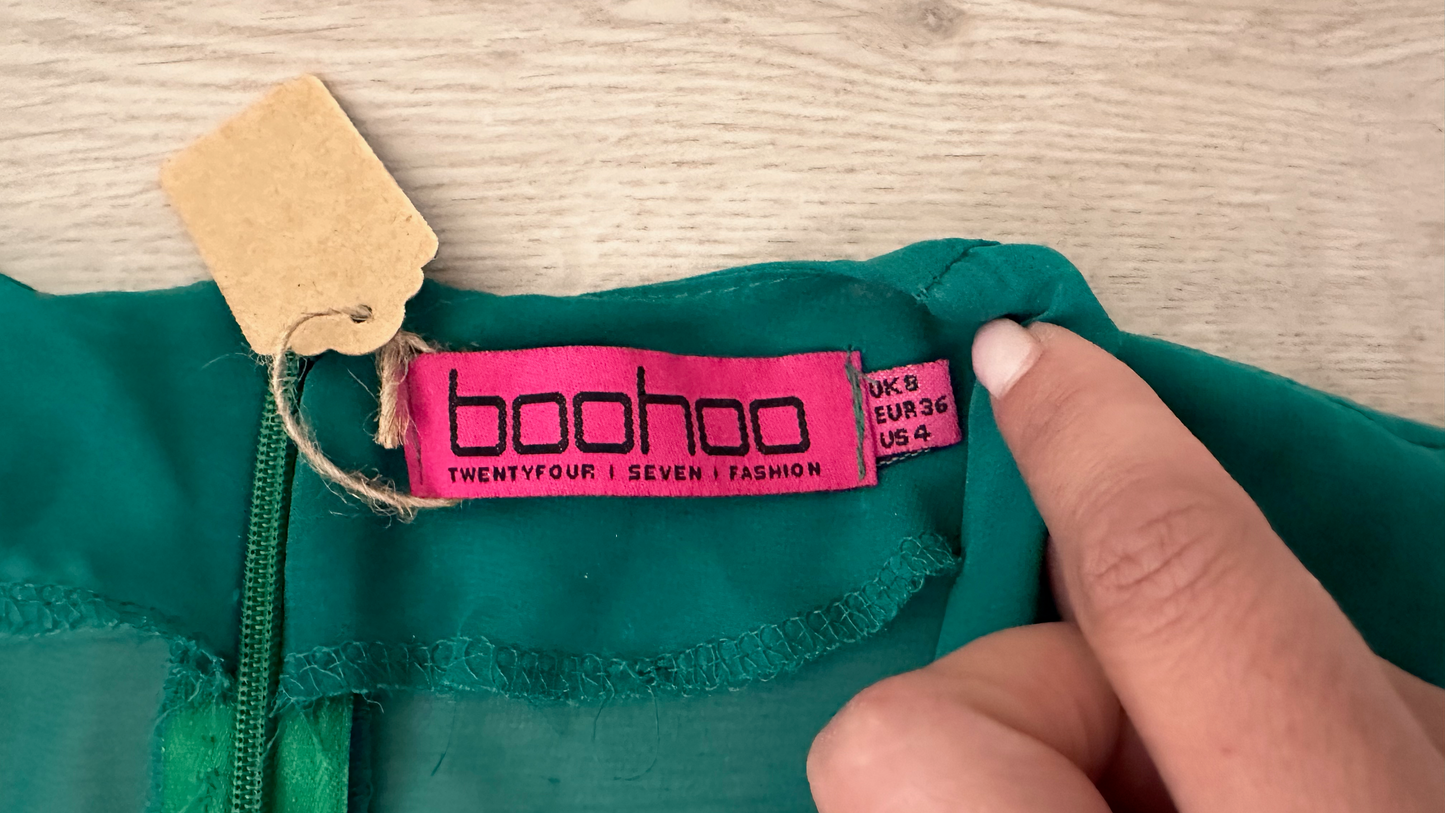 boohoo
TWENTYFOUR | SEVEN | FASHION
UK 8
EUR 36
US 4